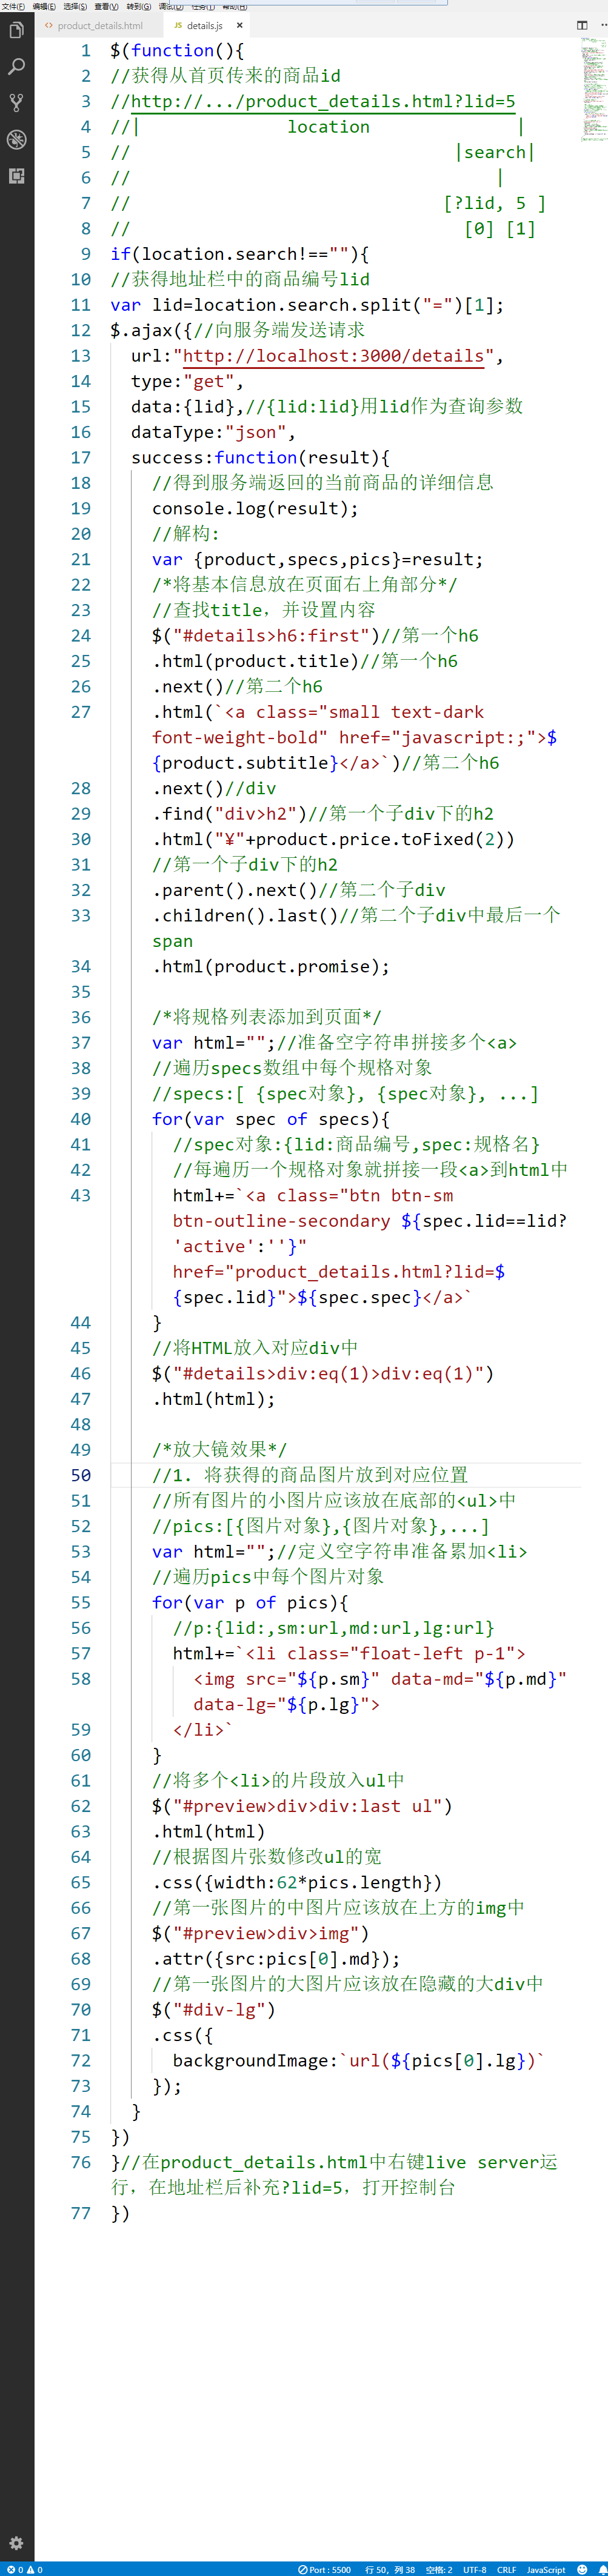 文件(F) 编辑(E) 选择(S) 查看(V) 转到(G) 调试(D) 任务(T) 帮助(H)
product_details.html
JS details.js ×
1 $(function(){
2 //获得从首页传来的商品id
3 //http://.../product_details.html?lid=5
4 //| location |
5 // |search|
6 // |
7 // [?lid, 5 ]
8 // [0] [1]
9 if(location.search!==""){
10 //获得地址栏中的商品编号lid
11 var lid=location.search.split("=")[1];
12 $.ajax({//向服务端发送请求
13 url:"http://localhost:3000/details",
14 type:"get",
15 data:{lid},//{lid:lid}用lid作为查询参数
16 dataType:"json",
17 success:function(result){
18 //得到服务端返回的当前商品的详细信息
19 console.log(result);
20 //解构:
21 var {product,specs,pics}=result;
22 /*将基本信息放在页面右上角部分*/
23 //查找title，并设置内容
24 $("#details>h6:first")//第一个h6
25 .html(product.title)//第一个h6
26 .next()//第二个h6
27 .html(`<a class="small text-dark
font-weight-bold" href="javascript:;">$
{product.subtitle}</a>`)//第二个h6
28 .next()//div
29 .find("div>h2")//第一个子div下的h2
30 .html("¥"+product.price.toFixed(2))
31 //第一个子div下的h2
32 .parent().next()//第二个子div
33 .children().last()//第二个子div中最后一个
span
34 .html(product.promise);
35
36 /*将规格列表添加到页面*/
37 var html="";//准备空字符串拼接多个<a>
38 //遍历specs数组中每个规格对象
39 //specs:[ {spec对象}, {spec对象}, ...]
40 for(var spec of specs){
41 //spec对象:{lid:商品编号,spec:规格名}
42 //每遍历一个规格对象就拼接一段<a>到html中
43 html+=`<a class="btn btn-sm
btn-outline-secondary ${spec.lid==lid?
'active':''}"
href="product_details.html?lid=$
{spec.lid}">${spec.spec}</a>`
44 }
45 //将HTML放入对应div中
46 $("#details>div:eq(1)>div:eq(1)")
47 .html(html);
48
49 /*放大镜效果*/
50 //1. 将获得的商品图片放到对应位置
51 //所有图片的小图片应该放在底部的<ul>中
52 //pics:[{图片对象},{图片对象},...]
53 var html="";//定义空字符串准备累加<li>
54 //遍历pics中每个图片对象
55 for(var p of pics){
56 //p:{lid:,sm:url,md:url,lg:url}
57 html+=`<li class="float-left p-1">
58 <img src="${p.sm}" data-md="${p.md}"
data-lg="${p.lg}">
59 </li>`
60 }
61 //将多个<li>的片段放入ul中
62 $("#preview>div>div:last ul")
63 .html(html)
64 //根据图片张数修改ul的宽
65 .css({width:62*pics.length})
66 //第一张图片的中图片应该放在上方的img中
67 $("#preview>div>img")
68 .attr({src:pics[0].md});
69 //第一张图片的大图片应该放在隐藏的大div中
70 $("#div-lg")
71 .css({
72 backgroundImage:`url(${pics[0].lg})`
73 });
74 }
75 })
76 }//在product_details.html中右键live server运
行，在地址栏后补充?lid=5，打开控制台
77 })
0 0 Port : 5500 行 50，列 38 空格: 2 UTF-8 CRLF JavaScript